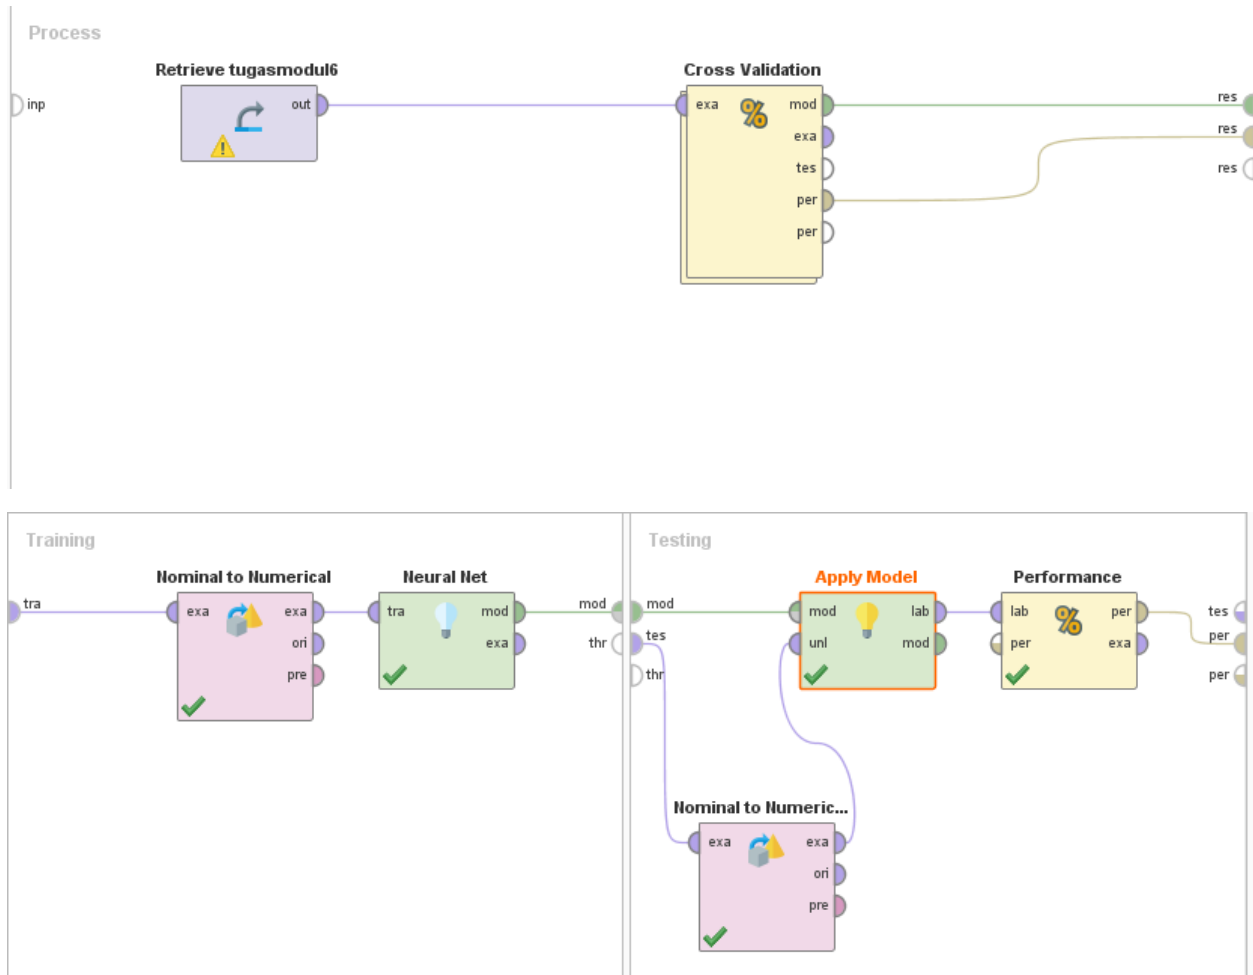 Process
Retrieve tugasmodul6
Cross Validation
inp
out
exa
mod
exa
tes
per
per
res
res
res
Training
Testing
Nominal to Numerical
Neural Net
Apply Model
Performance
tra
exa
exa
ori
pre
tra
mod
exa
mod
thr
mod
tes
thr
mod
unl
lab
mod
lab
per
per
exa
tes
per
per
Nominal to Numeric...
exa
exa
ori
pre